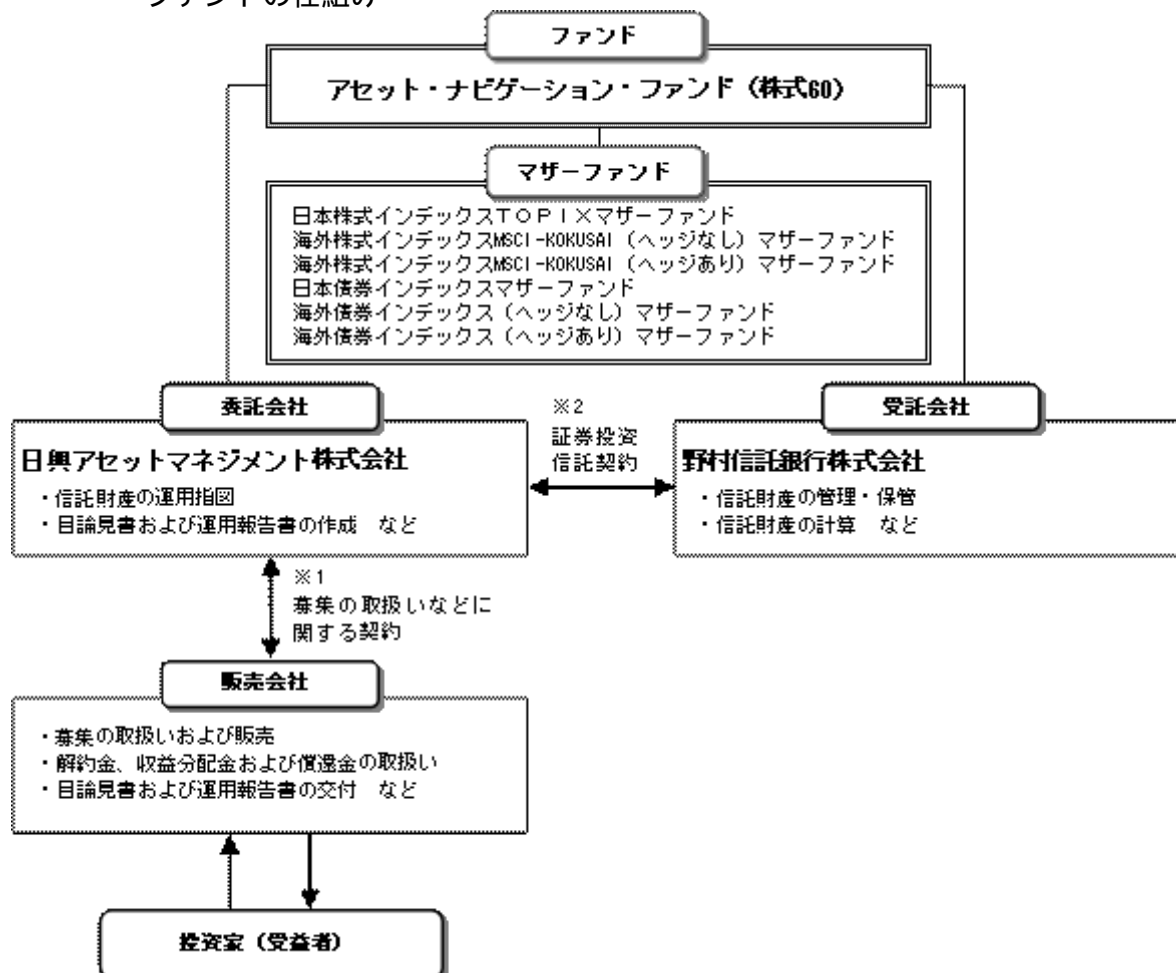 ファンドの仕組み
ファンド
アセット・ナビゲーション・ファンド（株式60）
マザーファンド
日本株式インデックスＴＯＰＩＸマザーファンド
海外株式インデックスMSCI-KOKUSAI（ヘッジなし）マザーファンド
海外株式インデックスMSCI-KOKUSAI（ヘッジあり）マザーファンド
日本債券インデックスマザーファンド
海外債券インデックス（ヘッジなし）マザーファンド
海外債券インデックス（ヘッジあり）マザーファンド
委託会社
日興アセットマネジメント株式会社
・信託財産の運用指図
・目論見書および運用報告書の作成　など
※2
証券投資
信託契約
受託会社
野村信託銀行株式会社
・信託財産の管理・保管
・信託財産の計算　など
※1
募集の取扱いなどに
関する契約
販売会社
・募集の取扱いおよび販売
・解約金、収益分配金および償還金の取扱い
・目論見書および運用報告書の交付　など
投資家（受益者）